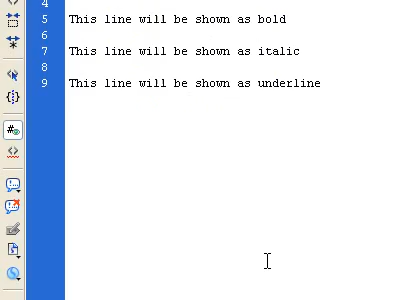 4
5 This line will be shown as bold
6
7 This line will be shown as italic
8
9 This line will be shown as underline